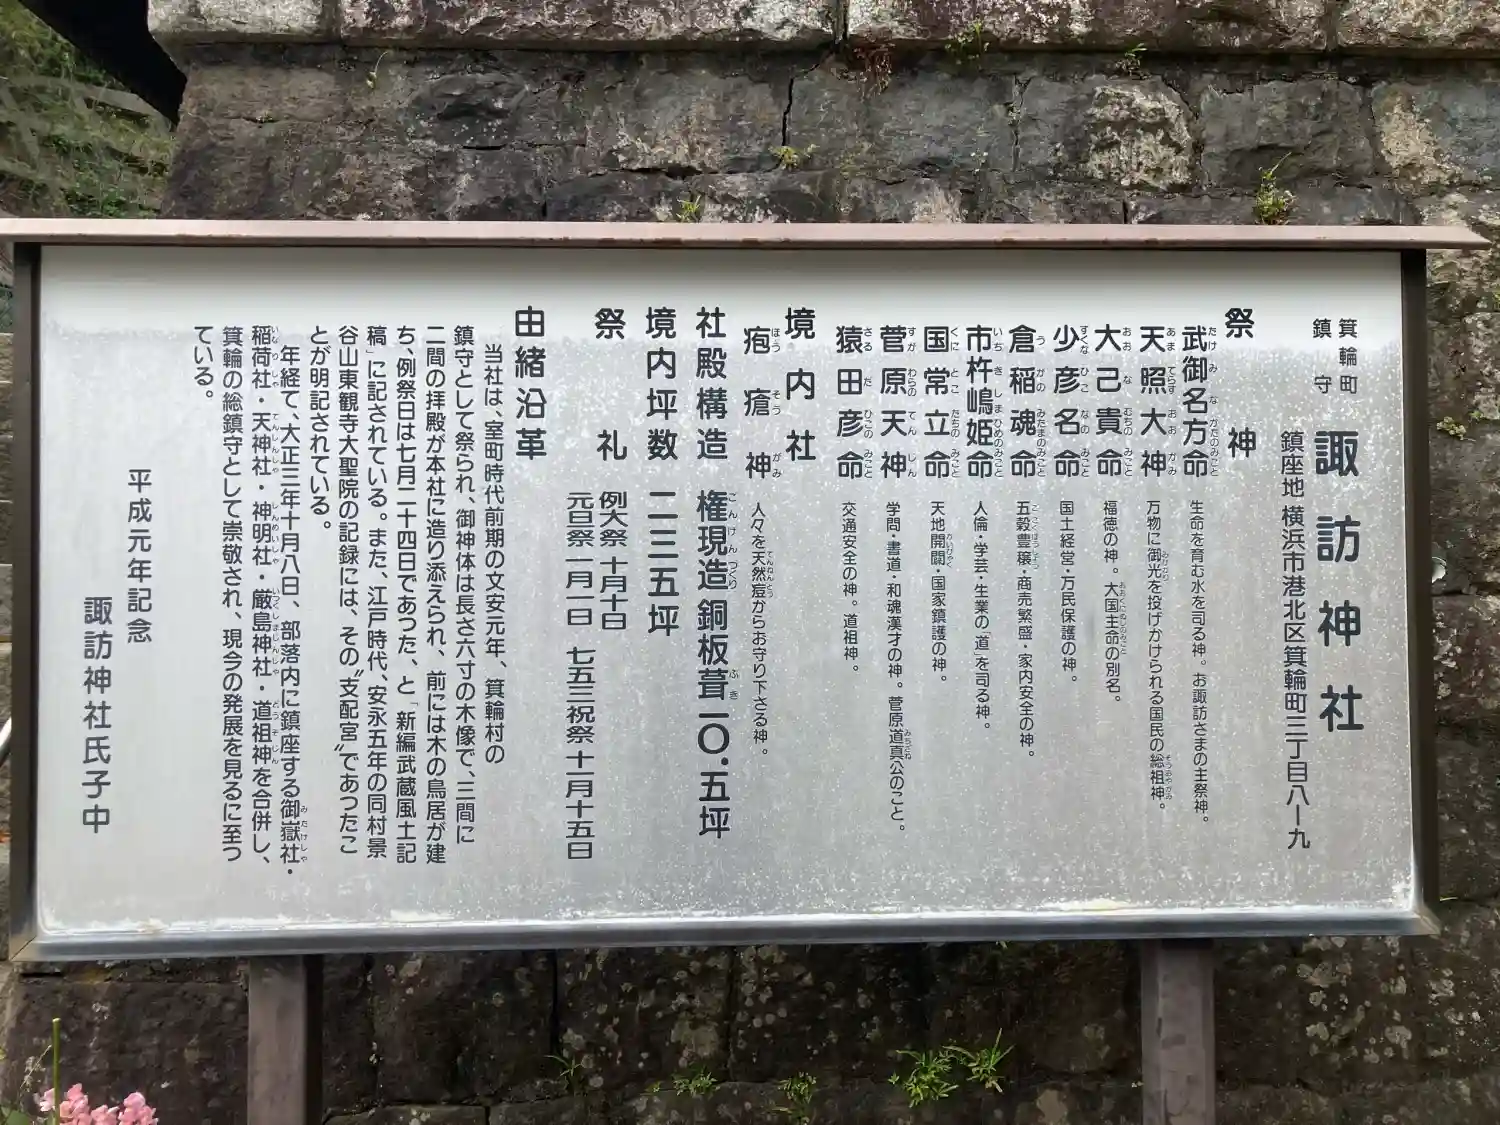 箕輪町
鎮守
諏訪神社
鎮座地 横浜市港北区箕輪町三丁目八ー九
祭神
武御名方命 生命を育む水を司る神。お諏訪さまの主祭神。
天照大神 万物に御光を投げかけられる国民の総祖神。
大己貴命 福徳の神。大国主命の別名。
少彦名命 国土経営・万民保護の神。
倉稲魂命 五穀豊穣・商売繁盛・家内安全の神。
市杵嶋姫命 人倫・学芸・生業の「道」を司る神。
国常立命 天地開闢・国家鎮護の神。
菅原天神 学問・書道・和魂漢才の神。菅原道真公のこと。
猿田彦命 交通安全の神。道祖神。
境内社
疱瘡神 人々を天然痘からお守り下さる神。
社殿構造 権現造銅板葺一〇.五坪
境内坪数 一二三五坪
祭礼 例大祭 十月十日
元旦祭 一月一日 七五三祝祭 十一月十五日
由緒沿革
当社は、室町時代前期の文安元年、箕輪村の
鎮守として祭られ、御神体は長さ六寸の木像で、三間に
二間の拝殿が本社に造り添えられ、前には木の鳥居が建
ち、例祭日は七月二十四日であつた、と「新編武蔵風土記
稿」に記されている。また、江戸時代、安永五年の同村景
谷山東観寺大聖院の記録には、その〝支配宮〟であつたこ
とが明記されている。
年経て、大正三年十月八日、部落内に鎮座する御嶽社・
稲荷社・天神社・神明社・厳島神社・道祖神を合併し、
箕輪の総鎮守として崇敬され、現今の発展を見るに至つ
ている。
平成元年記念
諏訪神社氏子中